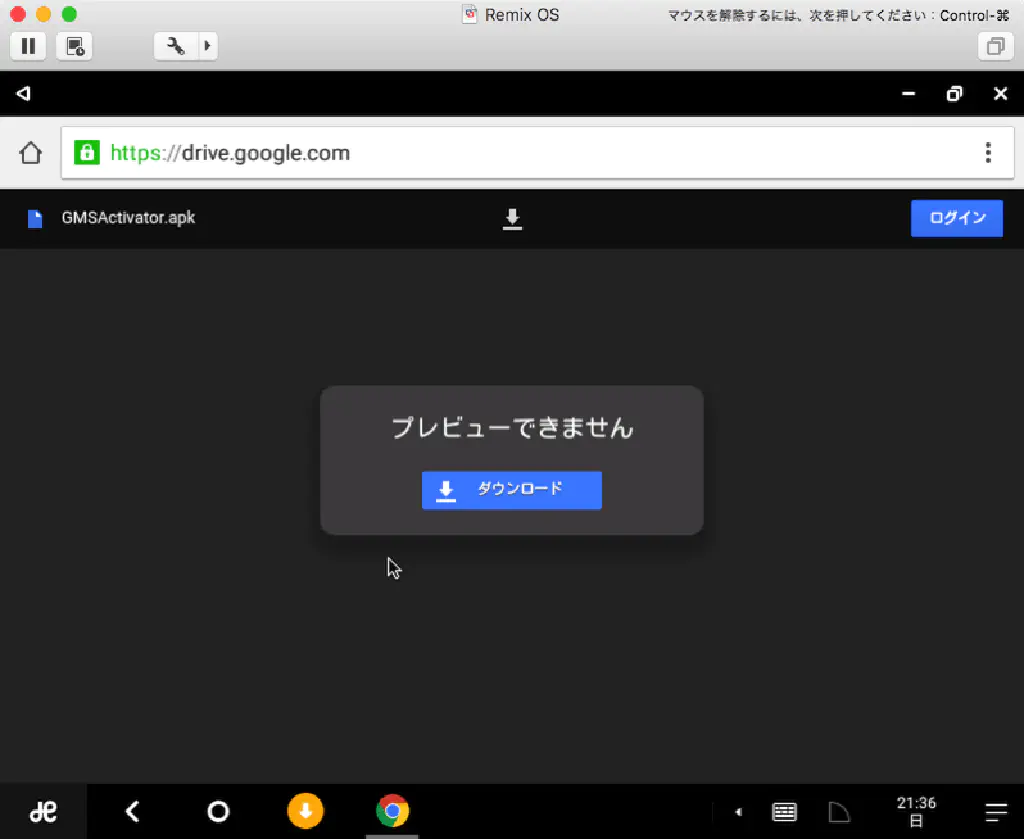 Remix OS
マウスを解除するには、次を押してください：Control-⌘
https://drive.google.com
GMSActivator.apk
ログイン
プレビューできません
ダウンロード
21:36
日